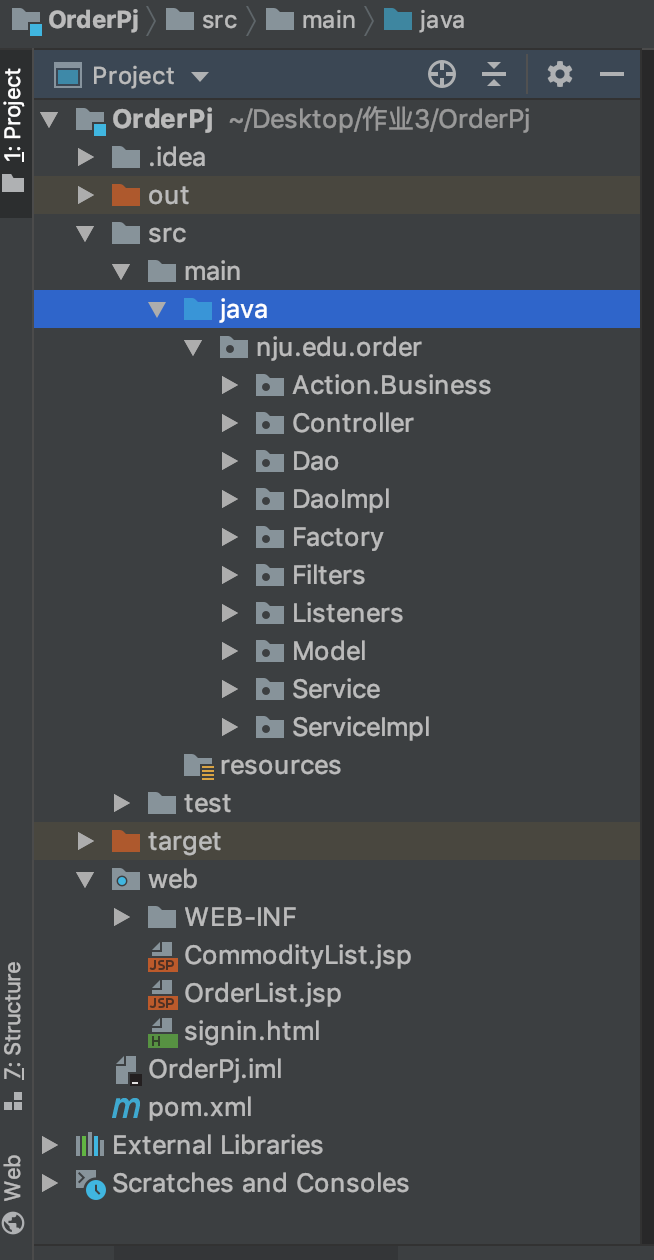 OrderPj src main java
Project
1: Project
OrderPj ~/Desktop/作业3/OrderPj
.idea
out
src
main
java
nju.edu.order
Action.Business
Controller
Dao
DaoImpl
Factory
Filters
Listeners
Model
Service
ServiceImpl
resources
test
target
web
WEB-INF
JSP CommodityList.jsp
JSP OrderList.jsp
H signin.html
OrderPj.iml
m pom.xml
External Libraries
Scratches and Consoles
7: Structure
Web